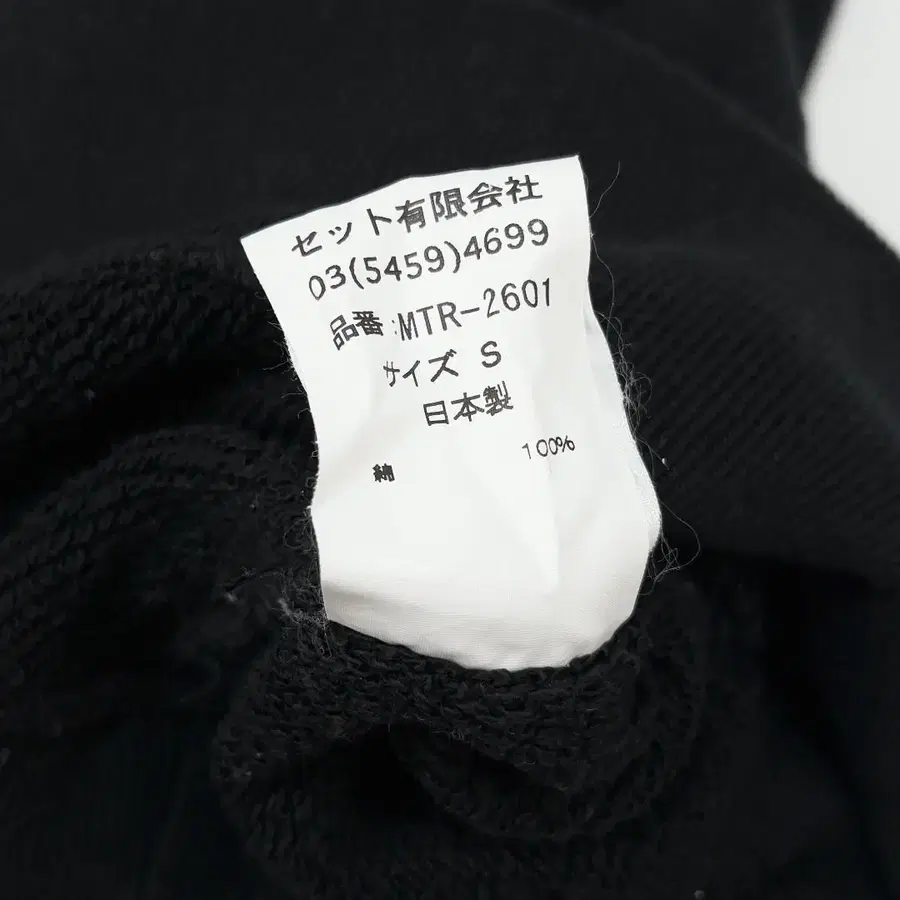 セット有限会社
03(5459)4699
品番:MTR-2601
サイズ S
日本製
綿 100%